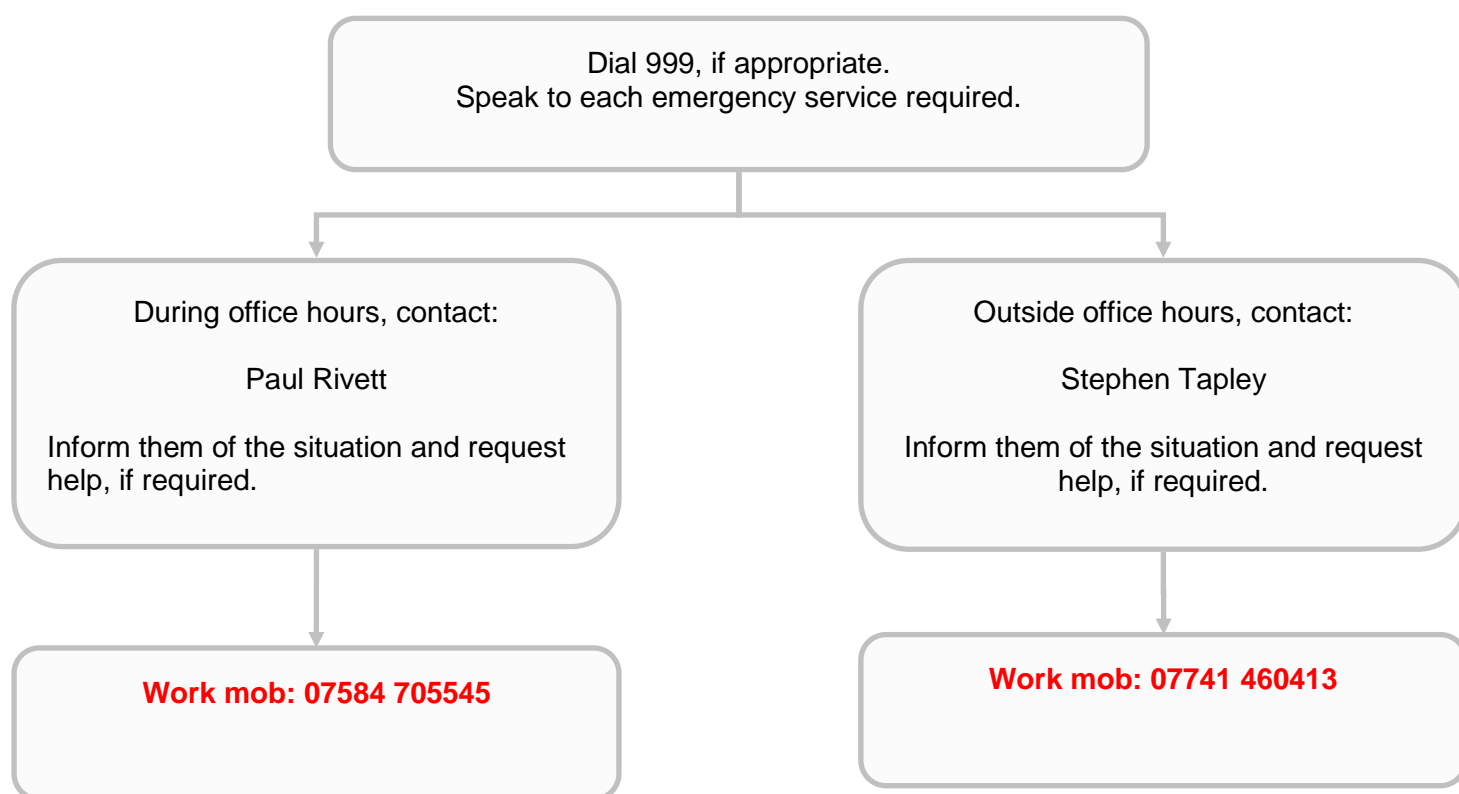 Dial 999, if appropriate.
Speak to each emergency service required.
During office hours, contact:
Paul Rivett
Inform them of the situation and request
help, if required.
Work mob: 07584 705545
Outside office hours, contact:
Stephen Tapley
Inform them of the situation and request
help, if required.
Work mob: 07741 460413